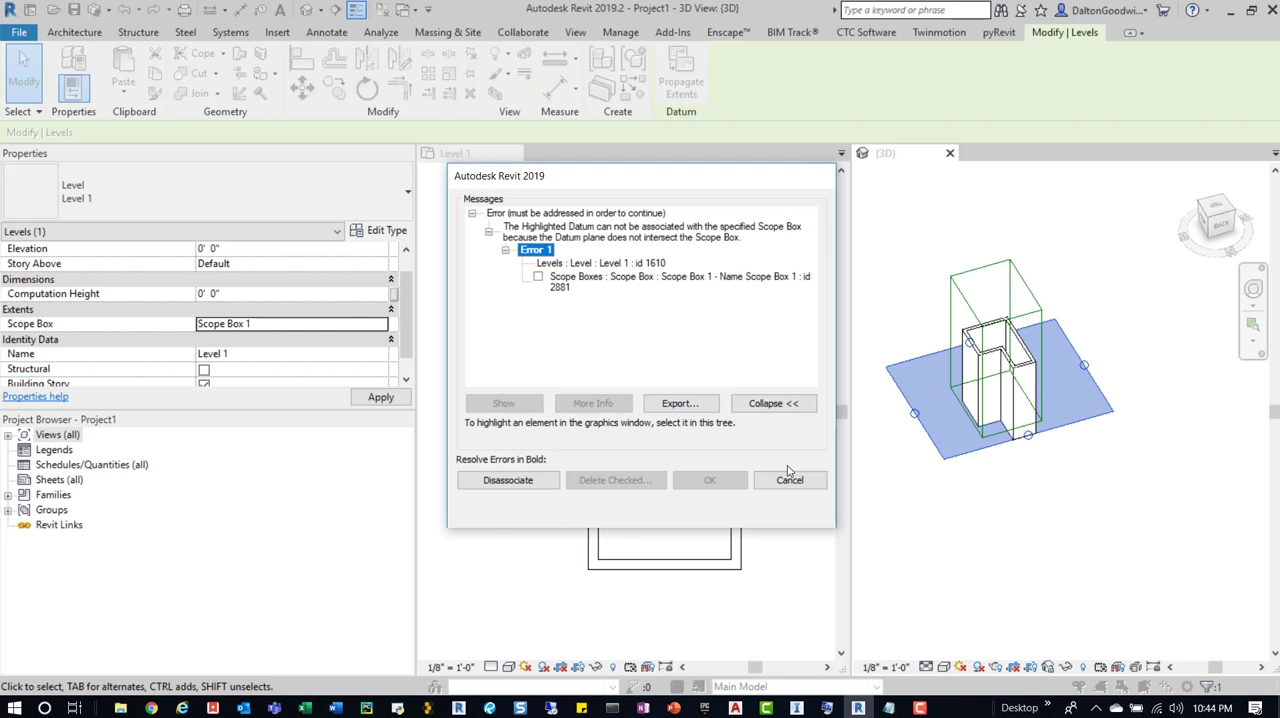 Autodesk Revit 2019.2 - Project1 - 3D View: {3D}
Type a keyword or phrase
DaltonGoodwi...
File Architecture Structure Steel Systems Insert Annotate Analyze Massing & Site Collaborate View Manage Add-Ins Enscape™ BIM Track® CTC Software Twinmotion pyRevit Modify | Levels
Modify
Paste
Cope
Cut
Join
Propagate
Extents
Select Properties Clipboard Geometry Modify View Measure Create Datum
Modify | Levels
Properties
Level
Level 1
Levels (1)
Edit Type
Elevation 0' 0"
Story Above Default
Dimensions
Computation Height 0' 0"
Extents
Scope Box Scope Box 1
Identity Data
Name Level 1
Structural
Building Story
Properties help
Apply
Project Browser - Project1
Views (all)
Legends
Schedules/Quantities (all)
Sheets (all)
Families
Groups
Revit Links
Level 1
Autodesk Revit 2019
Messages
Error (must be addressed in order to continue)
The Highlighted Datum can not be associated with the specified Scope Box
because the Datum plane does not intersect the Scope Box.
Error 1
Levels : Level : Level 1 : id 1610
Scope Boxes : Scope Box : Scope Box 1 - Name Scope Box 1 : id
2881
Show More Info Export... Collapse <<
To highlight an element in the graphics window, select it in this tree.
Resolve Errors in Bold:
Disassociate Delete Checked... OK Cancel
1/8" = 1'-0"
{3D}
TOP
BACK
1/8" = 1'-0"
Click to select, TAB for alternates, CTRL adds, SHIFT unselects.
:0
Main Model
:1
Desktop
10:44 PM